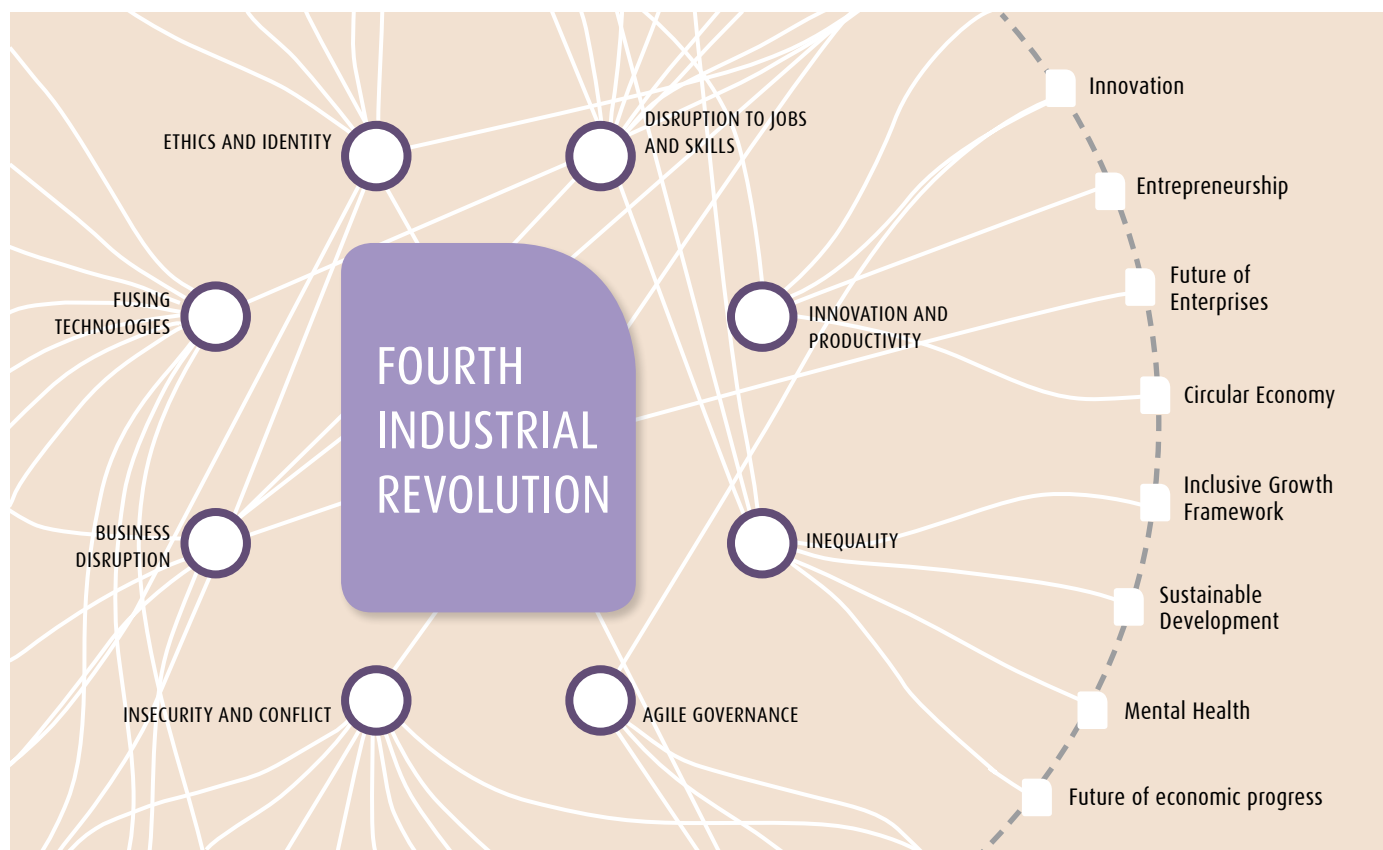 Innovation
DISRUPTION TO JOBS
AND SKILLS
ETHICS AND IDENTITY
Entrepreneurship
Future of
Enterprises
FUSING
TECHNOLOGIES
INNOVATION AND
PRODUCTIVITY
FOURTH
INDUSTRIAL
REVOLUTION
Circular Economy
Inclusive Growth
Framework
BUSINESS
DISRUPTION
INEQUALITY
Sustainable
Development
INSECURITY AND CONFLICT
AGILE GOVERNANCE
Mental Health
Future of economic progress